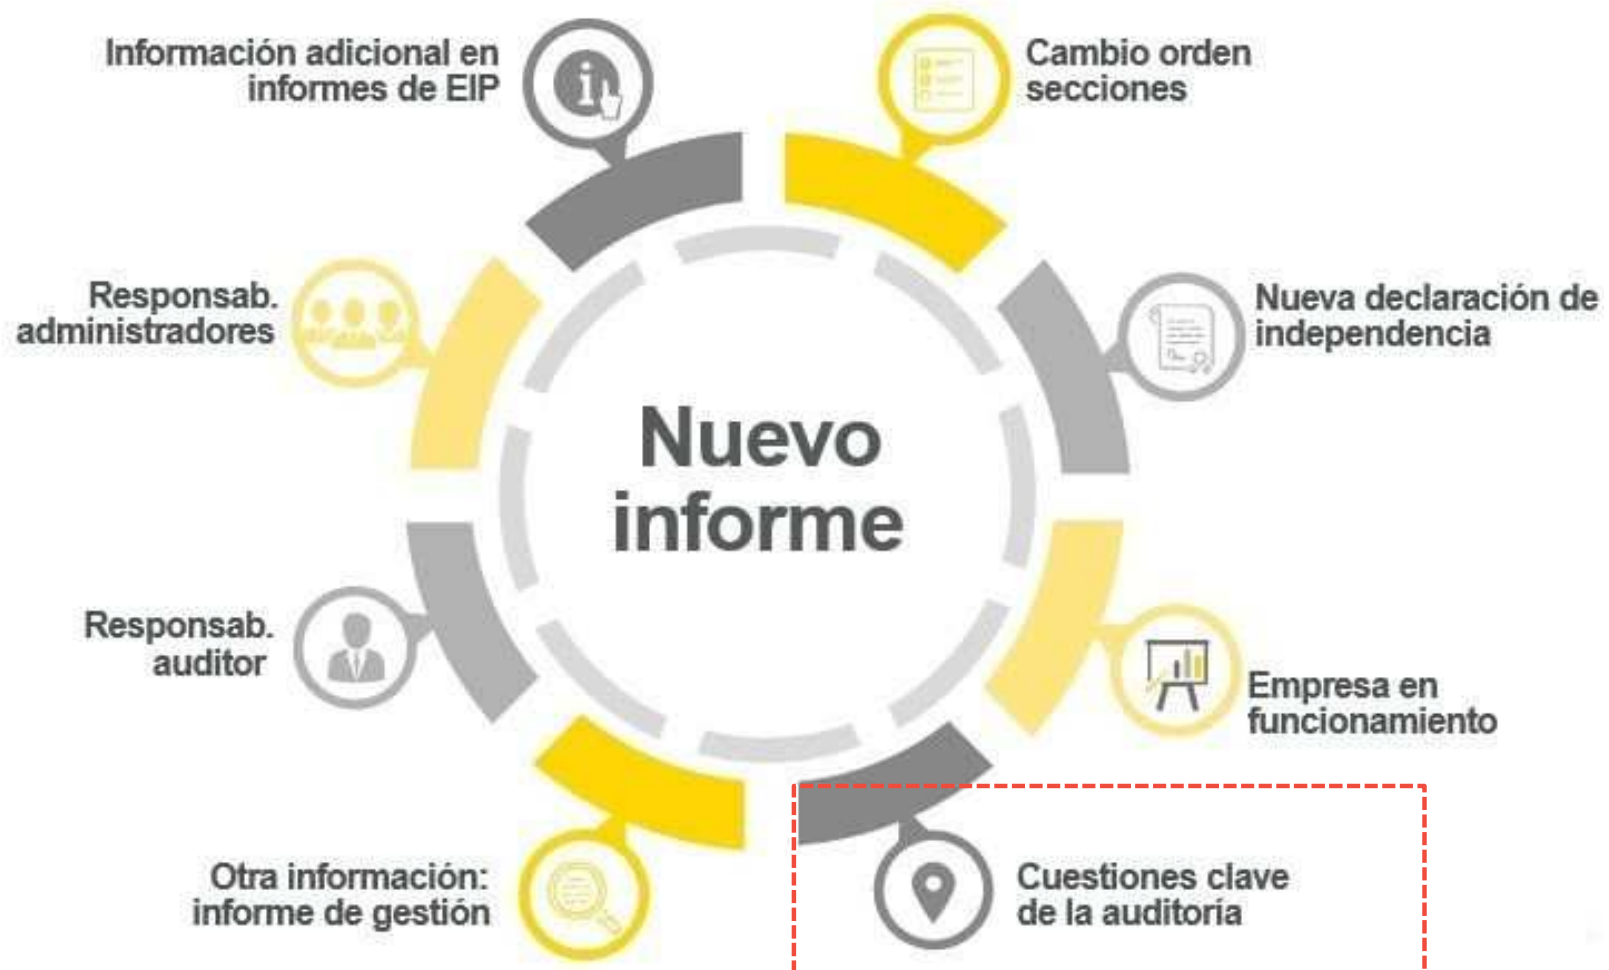 Información adicional en
informes de EIP
Cambio orden
secciones
Responsab.
administradores
Nueva declaración de
independencia
Nuevo
informe
Responsab.
auditor
Empresa en
funcionamiento
Otra información:
informe de gestión
Cuestiones clave
de la auditoría